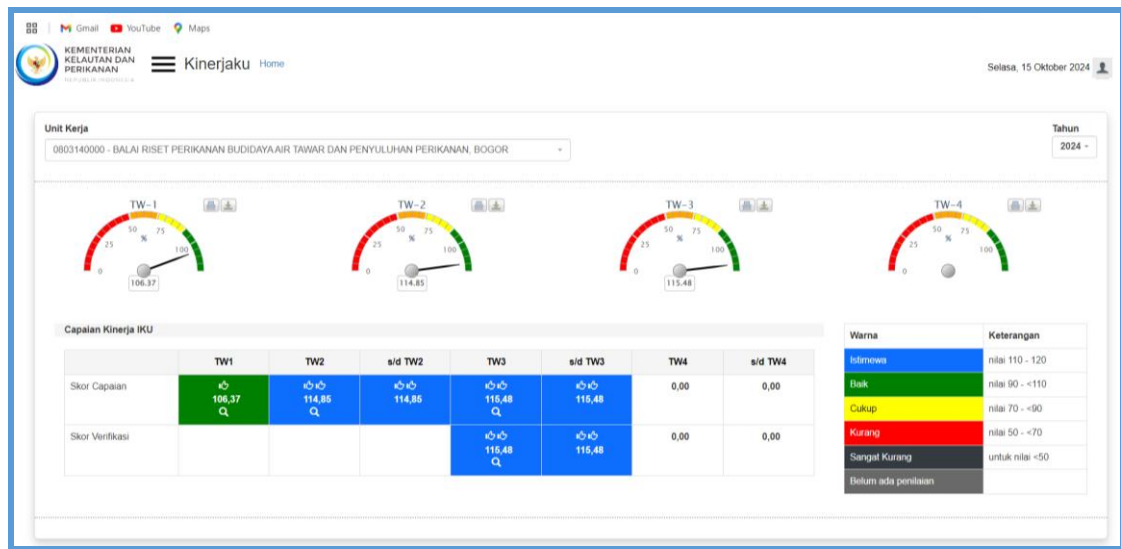 Gmail YouTube Maps
KEMENTERIAN
KELAUTAN DAN
PERIKANAN
REPUBLIK INDONESIA
Kinerjaku Home
Selasa, 15 Oktober 2024
Unit Kerja
Tahun
0803140000 - BALAI RISET PERIKANAN BUDIDAYA AIR TAWAR DAN PENYULUHAN PERIKANAN, BOGOR
2024
TW-1
0 25 50 75 100
%
106.37
TW-2
0 25 50 75 100
%
114.85
TW-3
0 25 50 75 100
%
115.48
TW-4
0 25 50 75 100
%
Capaian Kinerja IKU
TW1 TW2 s/d TW2 TW3 s/d TW3 TW4 s/d TW4
Skor Capaian 106,37 114,85 114,85 115,48 115,48 0,00 0,00
Skor Verifikasi 115,48 115,48 0,00 0,00
Warna Keterangan
Istimewa nilai 110 - 120
Baik nilai 90 - <110
Cukup nilai 70 - <90
Kurang nilai 50 - <70
Sangat Kurang untuk nilai <50
Belum ada penilaian